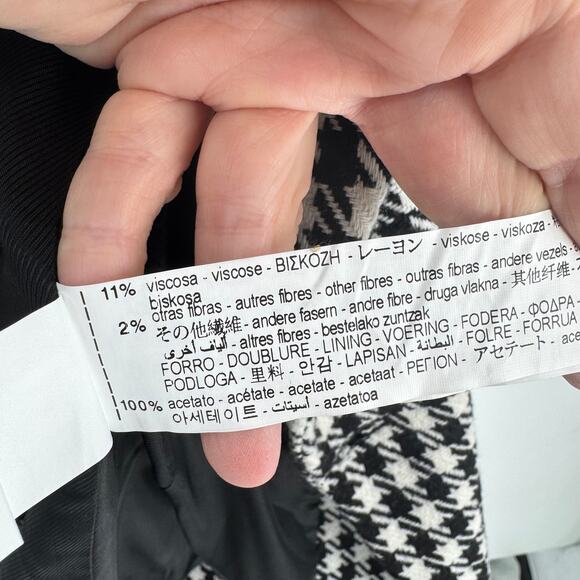 11% viscosa - viscose - ΒΙΣΚΟΖΗ - レーヨン - viskose - viskoza -
biskosa
2% otras fibras - autres fibres - other fibres - outras fibras - andere vezels -
その他繊維 - andere fasern - andre fibre - druga vlakna - 其他纤维 -
ألياف أخرى - altres fibres - bestelako zuntzak
FORRO - DOUBLURE - LINING - VOERING - FODERA - ΦΟΔΡΑ
PODLOGA - 里料 - 안감 - LAPISAN - البطانة - FOLRE - FORRUA
100% acetato - acétate - acetate - acetaat - ΡΕΓΙΟΝ - アセテート -
아세테이트 - أسيتات - azetatoa